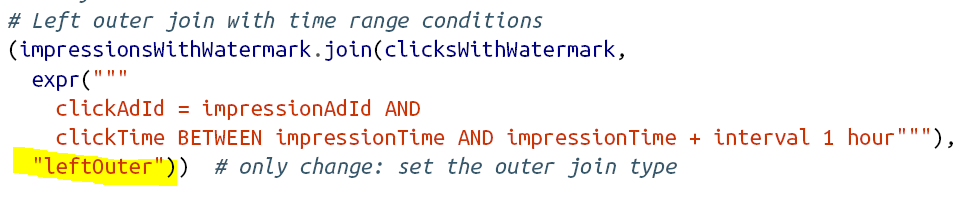 # Left outer join with time range conditions
(impressionsWithWatermark.join(clicksWithWatermark,
expr("""
clickAdId = impressionAdId AND
clickTime BETWEEN impressionTime AND impressionTime + interval 1 hour"""),
"leftOuter")) # only change: set the outer join type